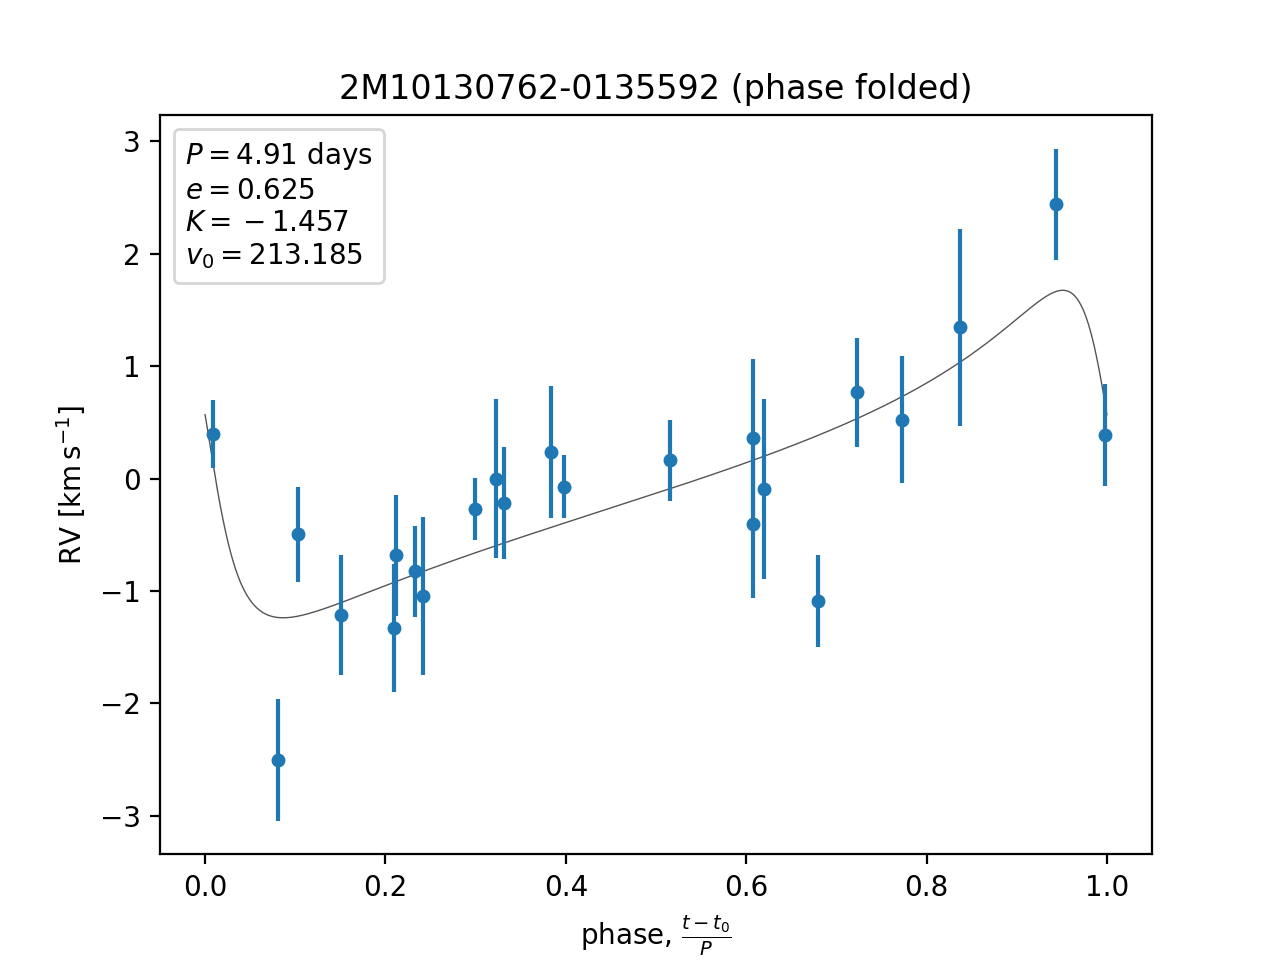 2M10130762-0135592 (phase folded)
P = 4.91 days
e = 0.625
K = −1.457
v₀ = 213.185
3
2
1
0
−1
−2
−3
RV [km s⁻¹]
0.0 0.2 0.4 0.6 0.8 1.0
phase, (t − t₀)/P